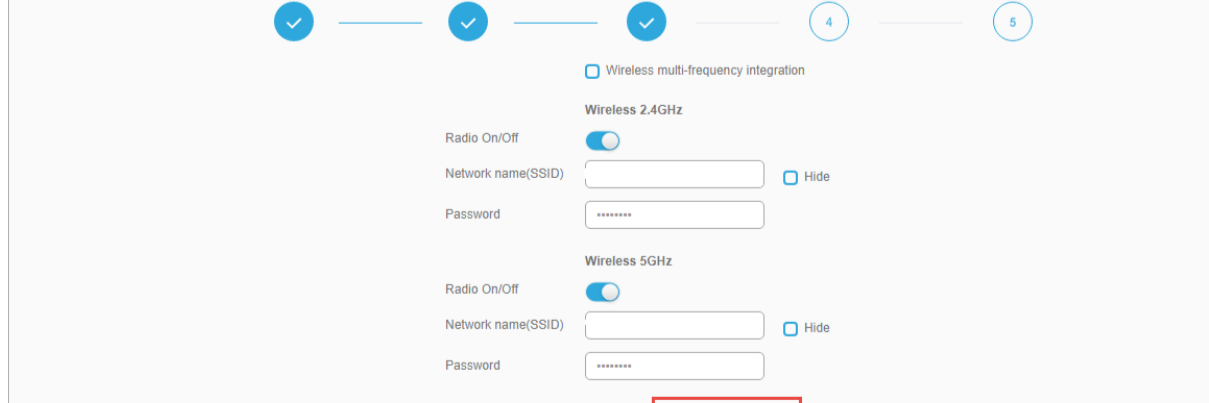 4 5
Wireless multi-frequency integration
Wireless 2.4GHz
Radio On/Off
Network name(SSID) Hide
Password ••••••••
Wireless 5GHz
Radio On/Off
Network name(SSID) Hide
Password ••••••••